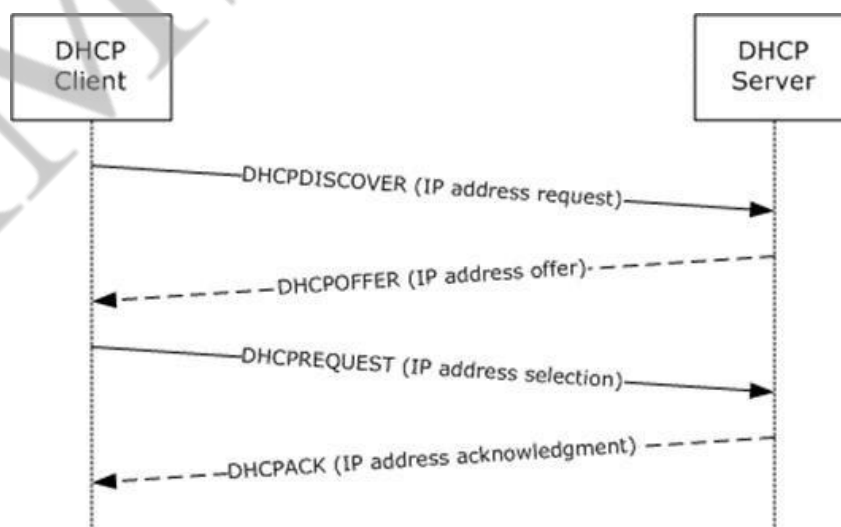 DHCP
Client
DHCP
Server
DHCPDISCOVER (IP address request)
DHCPOFFER (IP address offer)
DHCPREQUEST (IP address selection)
DHCPACK (IP address acknowledgment)